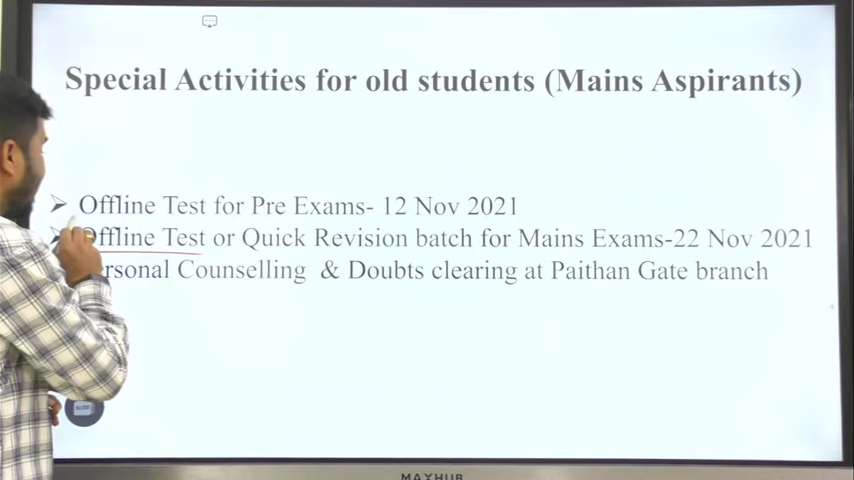 Special Activities for old students (Mains Aspirants)
Offline Test for Pre Exams- 12 Nov 2021
Offline Test or Quick Revision batch for Mains Exams-22 Nov 2021
ersonal Counselling & Doubts clearing at Paithan Gate branch
MAXHUB